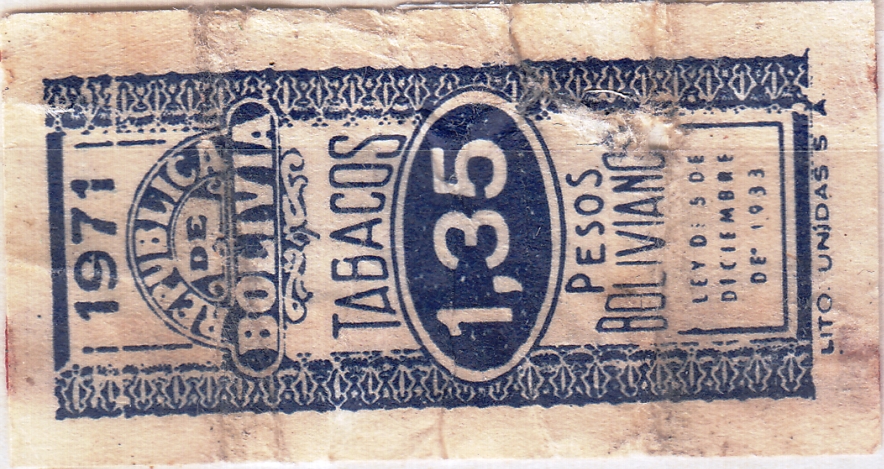 1971
REPUBLICA
DE
BOLIVIA
TABACOS
1,35
PESOS
BOLIVIANOS
LEY DE 5 DE
DICIEMBRE
DE 1933
LITO. UNIDAS S A